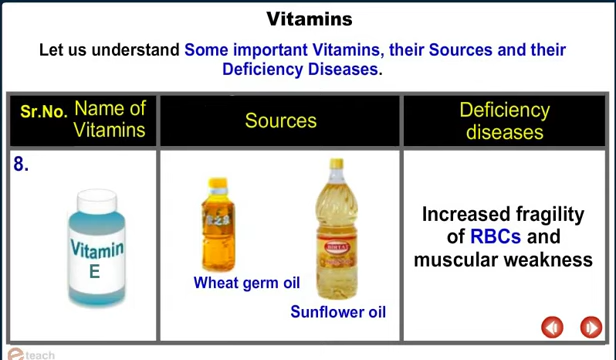 Vitamins
Let us understand Some important Vitamins, their Sources and their
Deficiency Diseases.
Sr.No. Name of
Vitamins
Sources
Deficiency
diseases
8.
Vitamin
E
Wheat germ oil
Sunflower oil
Increased fragility
of RBCs and
muscular weakness
e teach